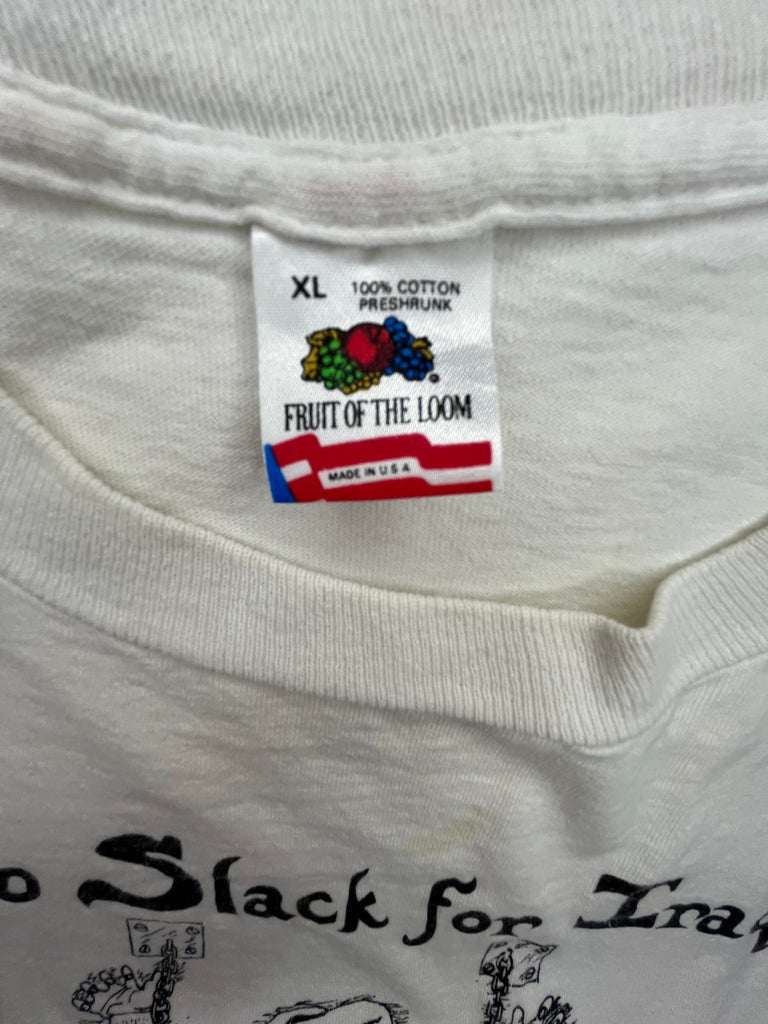 XL
100% COTTON
PRESHRUNK
FRUIT OF THE LOOM
MADE IN U S A
Slack for